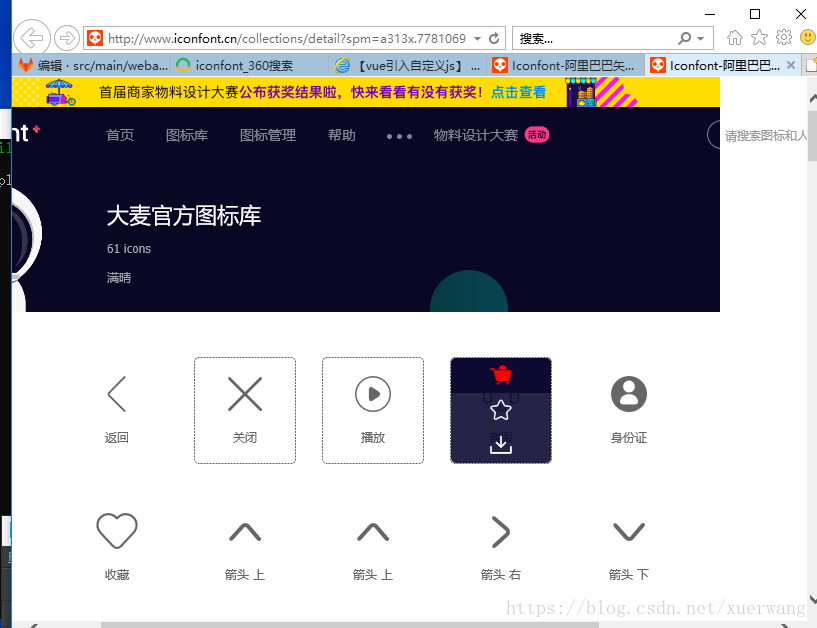 http://www.iconfont.cn/collections/detail?spm=a313x.7781069
搜索...
编辑 · src/main/weba...
iconfont_360搜索
【vue引入自定义js】 ...
Iconfont-阿里巴巴矢...
Iconfont-阿里巴巴...
首届商家物料设计大赛公布获奖结果啦，快来看看有没有获奖！点击查看
nt
首页
图标库
图标管理
帮助
物料设计大赛
活动
请搜索图标和人
大麦官方图标库
61 icons
满晴
返回
关闭
播放
身份证
收藏
箭头 上
箭头 上
箭头 右
箭头 下
https://blog.csdn.net/xuerwang